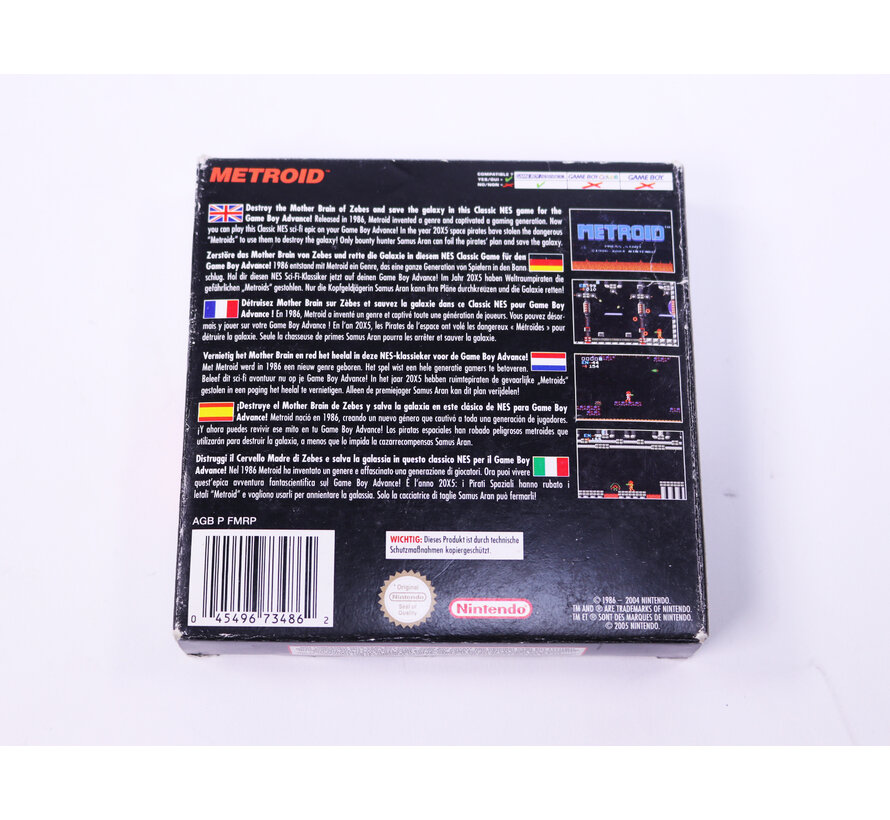 METROID™
COMPATIBLE ?
YES/OUI =
NO/NON =
GAME BOY ADVANCE
GAME BOY COLOR
GAME BOY
Destroy the Mother Brain of Zebes and save the galaxy in this Classic NES game for the
Game Boy Advance! Released in 1986, Metroid invented a genre and captivated a gaming generation. Now
you can play this Classic NES sci-fi epic on your Game Boy Advance! In the year 20X5 space pirates have stolen the dangerous
"Metroids" to use them to destroy the galaxy! Only bounty hunter Samus Aran can foil the pirates' plan and save the galaxy.
Zerstöre das Mother Brain von Zebes und rette die Galaxie in diesem NES Classic Game für den
Game Boy Advance! 1986 entstand mit Metroid ein Genre, das eine ganze Generation von Spielern in den Bann
schlug. Hol dir diesen NES Sci-Fi-Klassiker jetzt auf deinen Game Boy Advance! Im Jahr 20X5 haben Weltraumpiraten die
gefährlichen „Metroids" gestohlen. Nur die Kopfgeldjägerin Samus Aran kann ihre Pläne durchkreuzen und die Galaxie retten!
Détruisez Mother Brain sur Zèbes et sauvez la galaxie dans ce Classic NES pour Game Boy
Advance ! En 1986, Metroid a inventé un genre et capté toute une génération de joueurs. Vous pouvez désor-
mais y jouer sur votre Game Boy Advance ! En l'an 20X5, les Pirates de l'espace ont volé les dangereux « Métroïdes » pour
détruire la galaxie. Seule la chasseuse de primes Samus Aran pourra les arrêter et sauver la galaxie.
Vernietig het Mother Brain en red het heelal in deze NES-klassieker voor de Game Boy Advance!
Met Metroid werd in 1986 een nieuw genre geboren. Het spel wist een hele generatie gamers te betoveren.
Beleef dit sci-fi avontuur nu op je Game Boy Advance! In het jaar 20X5 hebben ruimtepiraten de gevaarlijke „Metroids"
gestolen in een poging het heelal te vernietigen. Alleen de premiejager Samus Aran kan dit plan verijdelen!
¡Destruye el Mother Brain de Zebes y salva la galaxia en este clásico de NES para Game Boy
Advance! Metroid nació en 1986, creando un nuevo género que cautivó a toda una generación de jugadores.
¡Y ahora puedes revivir ese mito en tu Game Boy Advance! Los piratas espaciales han robado peligrosos metroides que
utilizarán para destruir la galaxia, a menos que lo impida la cazarrecompensas Samus Aran.
Distruggi il Cervello Madre di Zebes e salva la galassia in questo classico NES per il Game Boy
Advance! Nel 1986 Metroid ha inventato un genere e affascinato una generazione di giocatori. Ora puoi vivere
quest'epica avventura fantascientifica sul Game Boy Advance! È l'anno 20X5: i Pirati Spaziali hanno rubato i
letali "Metroid" e vogliono usarli per annientare la galassia. Solo la cacciatrice di taglie Samus Aran può fermarli!
METROID
PRESS START
©1986-2004 NINTENDO
AGB P FMRP
0 45496 73486 2
WICHTIG: Dieses Produkt ist durch technische
Schutzmaßnahmen kopiergeschützt.
Original
Nintendo
Seal of
Quality
Nintendo
© 1986 – 2004 NINTENDO.
TM AND ® ARE TRADEMARKS OF NINTENDO.
TM ET ® SONT DES MARQUES DE NINTENDO.
© 2005 NINTENDO.